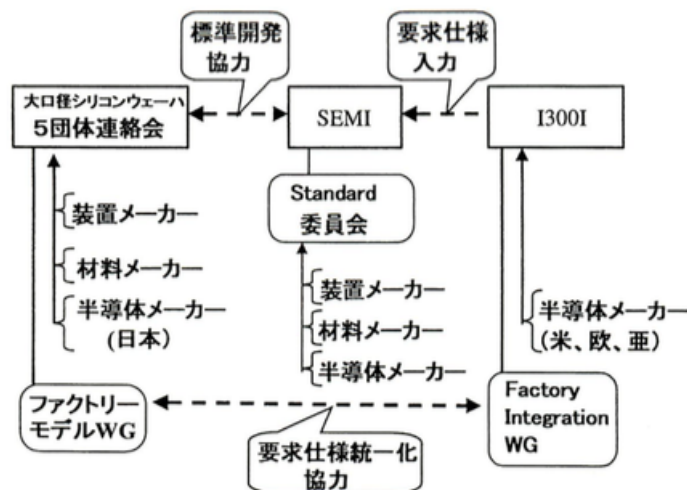 標準開発
協力
要求仕様
入力
大口径シリコンウェーハ
5団体連絡会
SEMI
I300I
Standard
委員会
装置メーカー
材料メーカー
半導体メーカー
(日本)
装置メーカー
材料メーカー
半導体メーカー
半導体メーカー
(米、欧、亜)
ファクトリー
モデルWG
Factory
Integration
WG
要求仕様統一化
協力